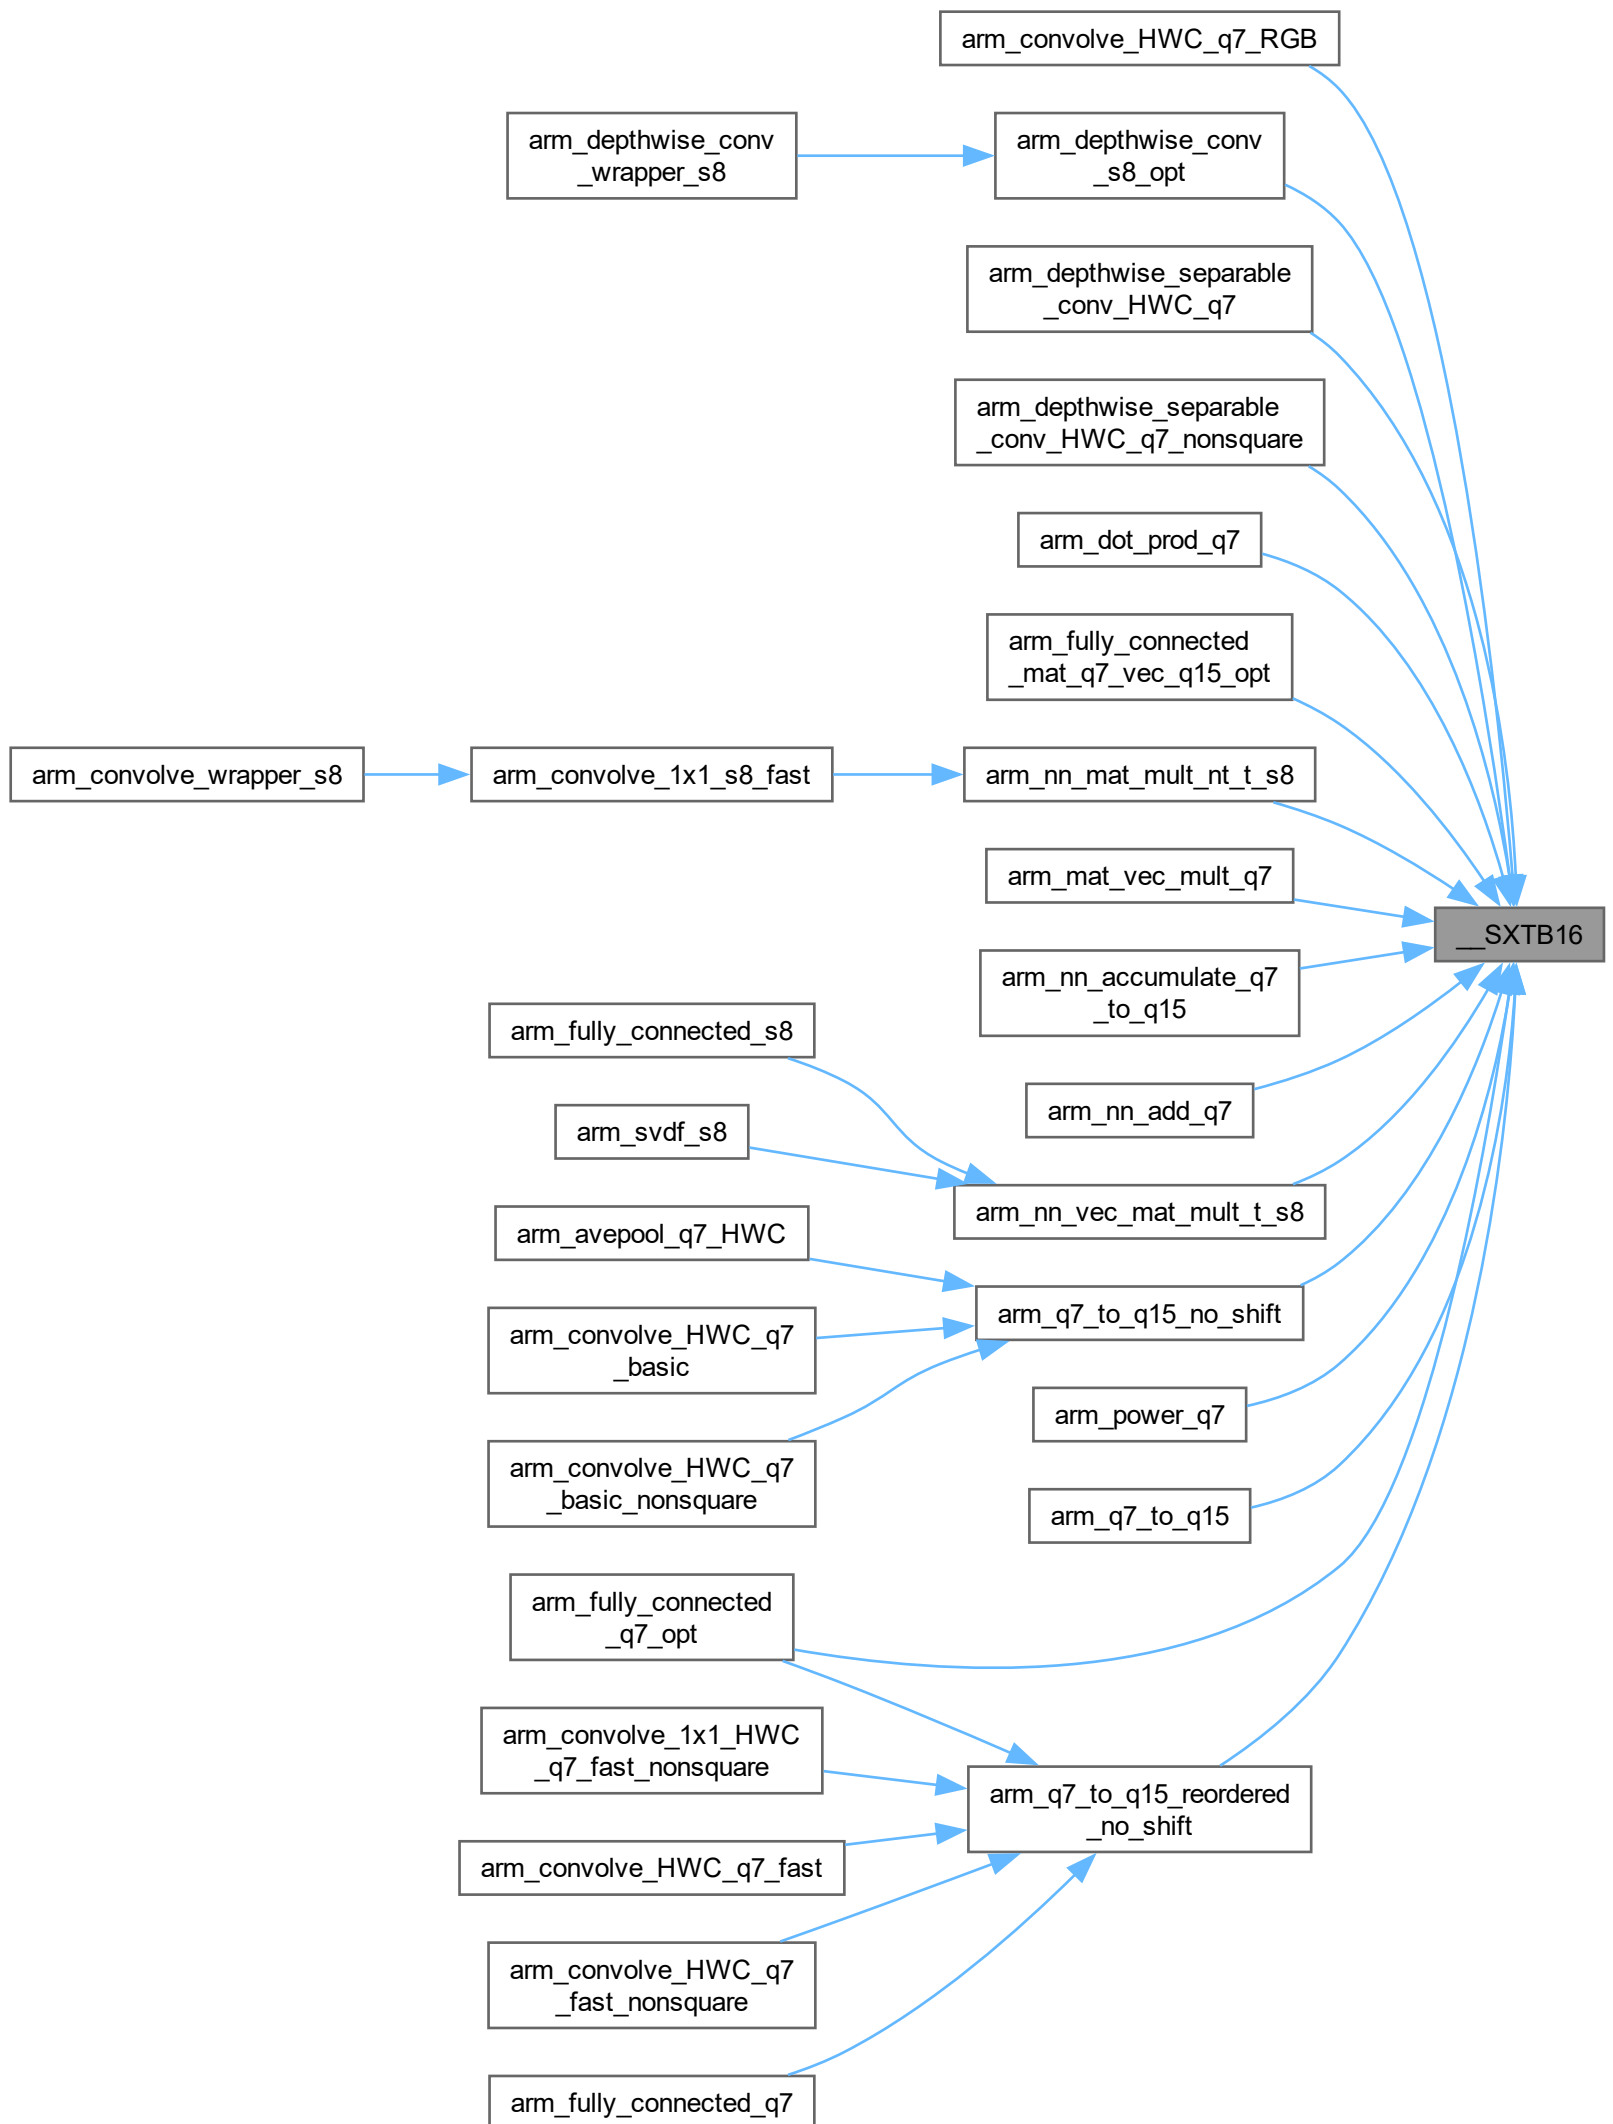 arm_convolve_HWC_q7_RGB
arm_depthwise_conv
_wrapper_s8
arm_depthwise_conv
_s8_opt
arm_depthwise_separable
_conv_HWC_q7
arm_depthwise_separable
_conv_HWC_q7_nonsquare
arm_dot_prod_q7
arm_fully_connected
_mat_q7_vec_q15_opt
arm_convolve_wrapper_s8
arm_convolve_1x1_s8_fast
arm_nn_mat_mult_nt_t_s8
arm_mat_vec_mult_q7
__SXTB16
arm_nn_accumulate_q7
_to_q15
arm_fully_connected_s8
arm_nn_add_q7
arm_svdf_s8
arm_nn_vec_mat_mult_t_s8
arm_avepool_q7_HWC
arm_q7_to_q15_no_shift
arm_convolve_HWC_q7
_basic
arm_power_q7
arm_convolve_HWC_q7
_basic_nonsquare
arm_q7_to_q15
arm_fully_connected
_q7_opt
arm_convolve_1x1_HWC
_q7_fast_nonsquare
arm_q7_to_q15_reordered
_no_shift
arm_convolve_HWC_q7_fast
arm_convolve_HWC_q7
_fast_nonsquare
arm_fully_connected_q7